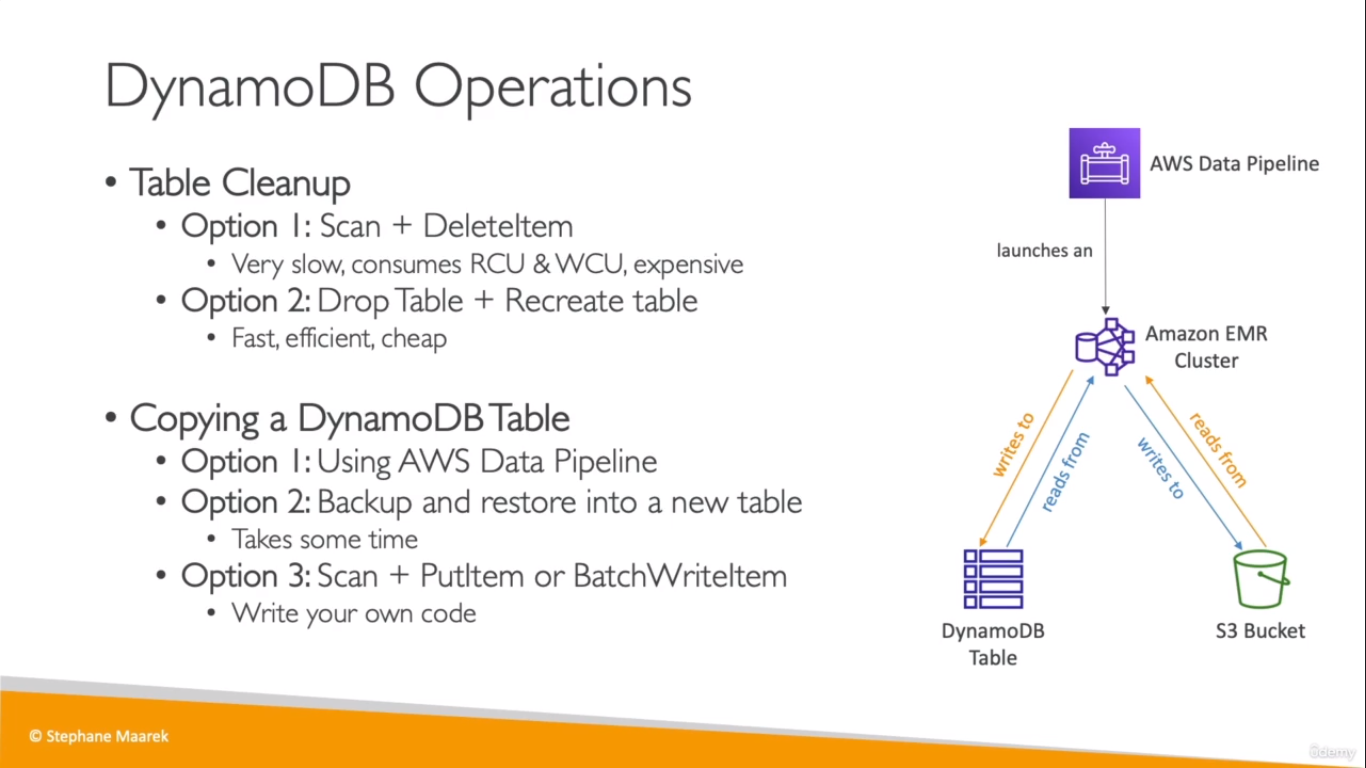 DynamoDB Operations
• Table Cleanup
• Option 1: Scan + DeleteItem
• Very slow, consumes RCU & WCU, expensive
• Option 2: Drop Table + Recreate table
• Fast, efficient, cheap
• Copying a DynamoDB Table
• Option 1: Using AWS Data Pipeline
• Option 2: Backup and restore into a new table
• Takes some time
• Option 3: Scan + PutItem or BatchWriteItem
• Write your own code
AWS Data Pipeline
launches an
Amazon EMR
Cluster
writes to
reads from
writes to
reads from
DynamoDB
Table
S3 Bucket
© Stephane Maarek
ûdemy